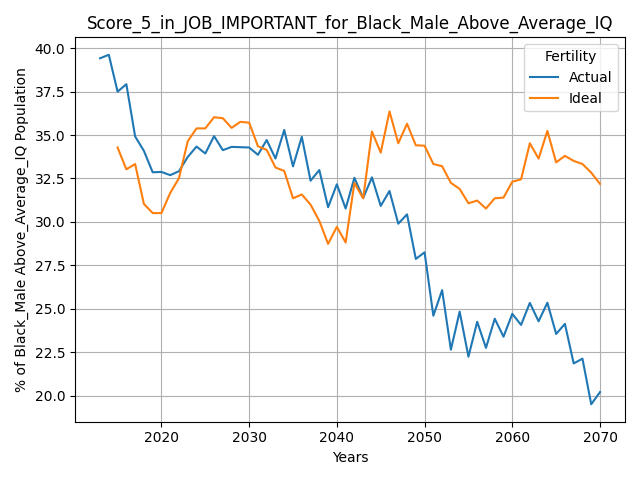 Score_5_in_JOB_IMPORTANT_for_Black_Male_Above_Average_IQ
% of Black_Male Above_Average_IQ Population
40.0
37.5
35.0
32.5
30.0
27.5
25.0
22.5
20.0
Fertility
Actual
Ideal
2020 2030 2040 2050 2060 2070
Years